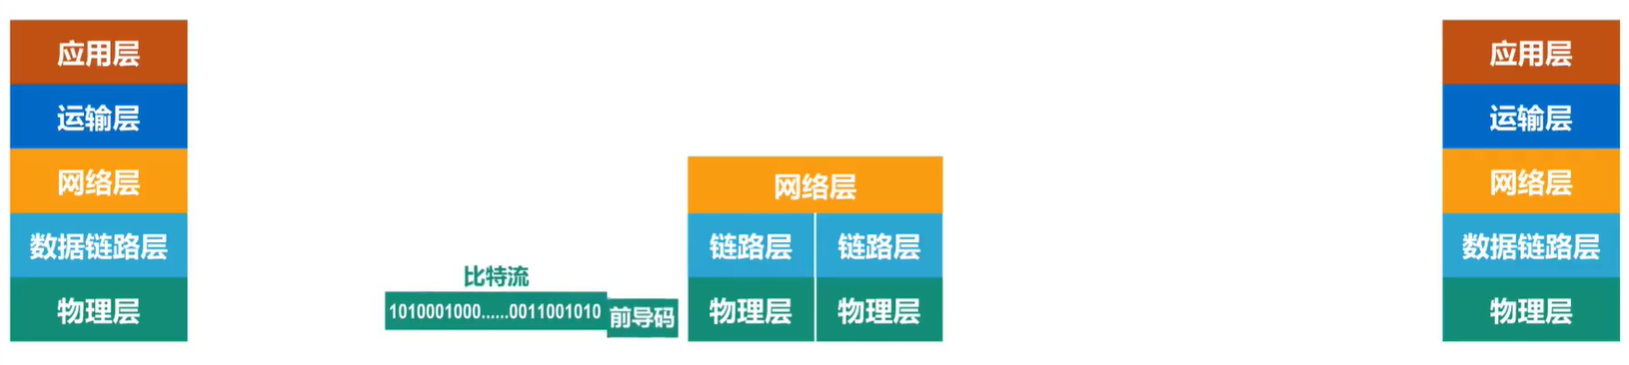 应用层
运输层
网络层
数据链路层
物理层
比特流
1010001000......0011001010
前导码
网络层
链路层 链路层
物理层 物理层
应用层
运输层
网络层
数据链路层
物理层